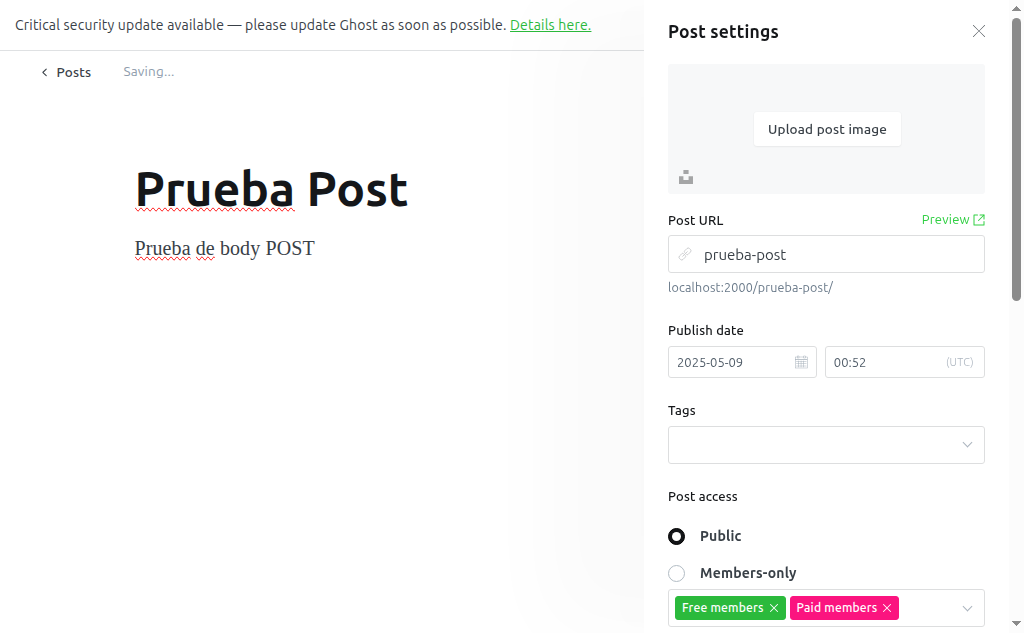 Critical security update available — please update Ghost as soon as possible. Details here.
Posts
Saving...
Prueba Post
Prueba de body POST
Post settings
Upload post image
Post URL
Preview
prueba-post
localhost:2000/prueba-post/
Publish date
2025-05-09
00:52
(UTC)
Tags
Post access
Public
Members-only
Free members
Paid members